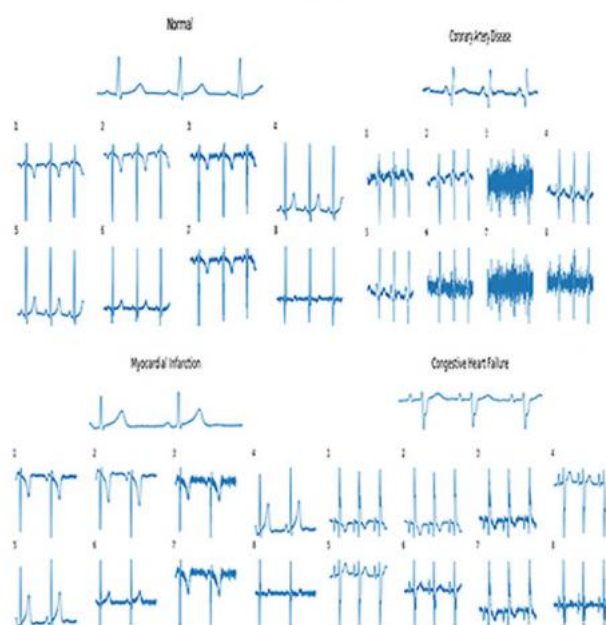 Normal
Coronary Artery Disease
1 2 3 4 1 2 3 4
5 6 7 8 5 6 7 8
Myocardial Infarction
Congestive Heart Failure
1 2 3 4 1 2 3 4
5 6 7 8 5 6 7 8